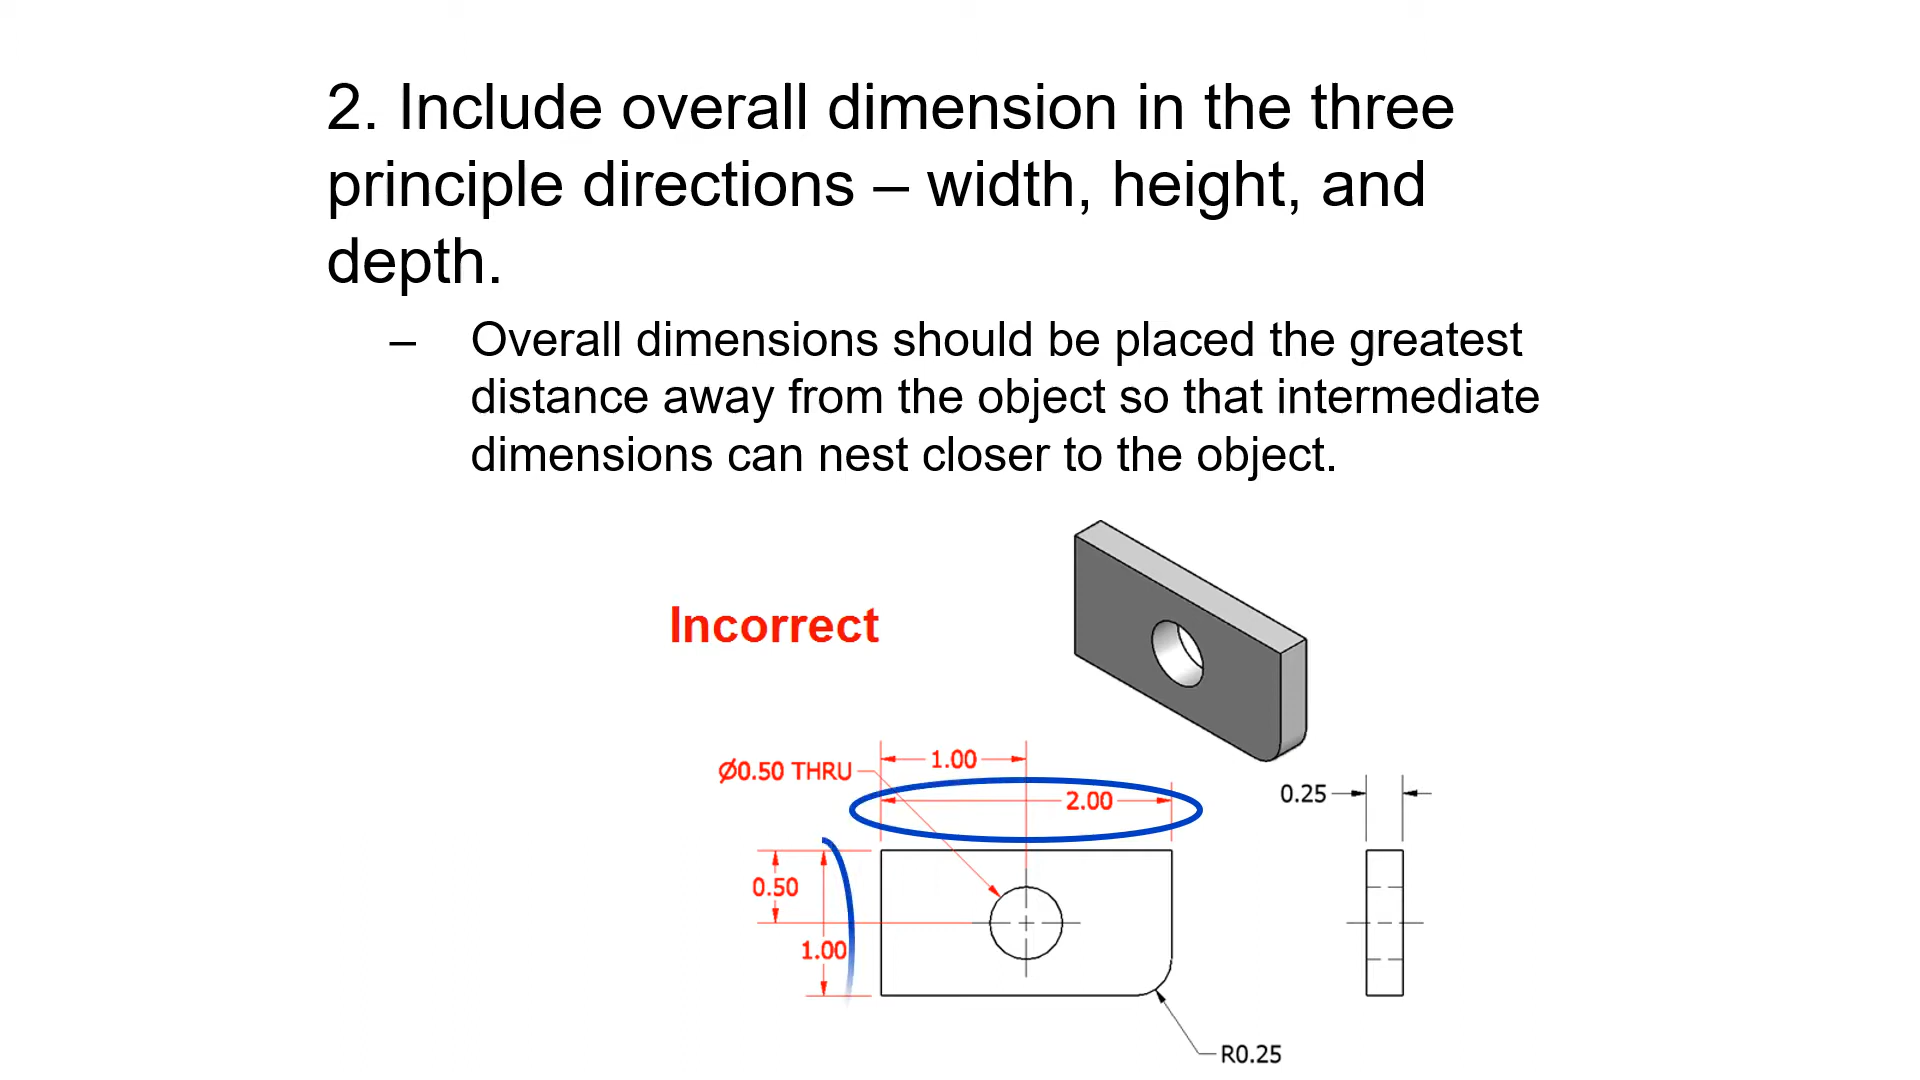 2. Include overall dimension in the three
principle directions – width, height, and
depth.
– Overall dimensions should be placed the greatest
distance away from the object so that intermediate
dimensions can nest closer to the object.
Incorrect
1.00
Ø0.50 THRU
2.00
0.25
0.50
1.00
R0.25